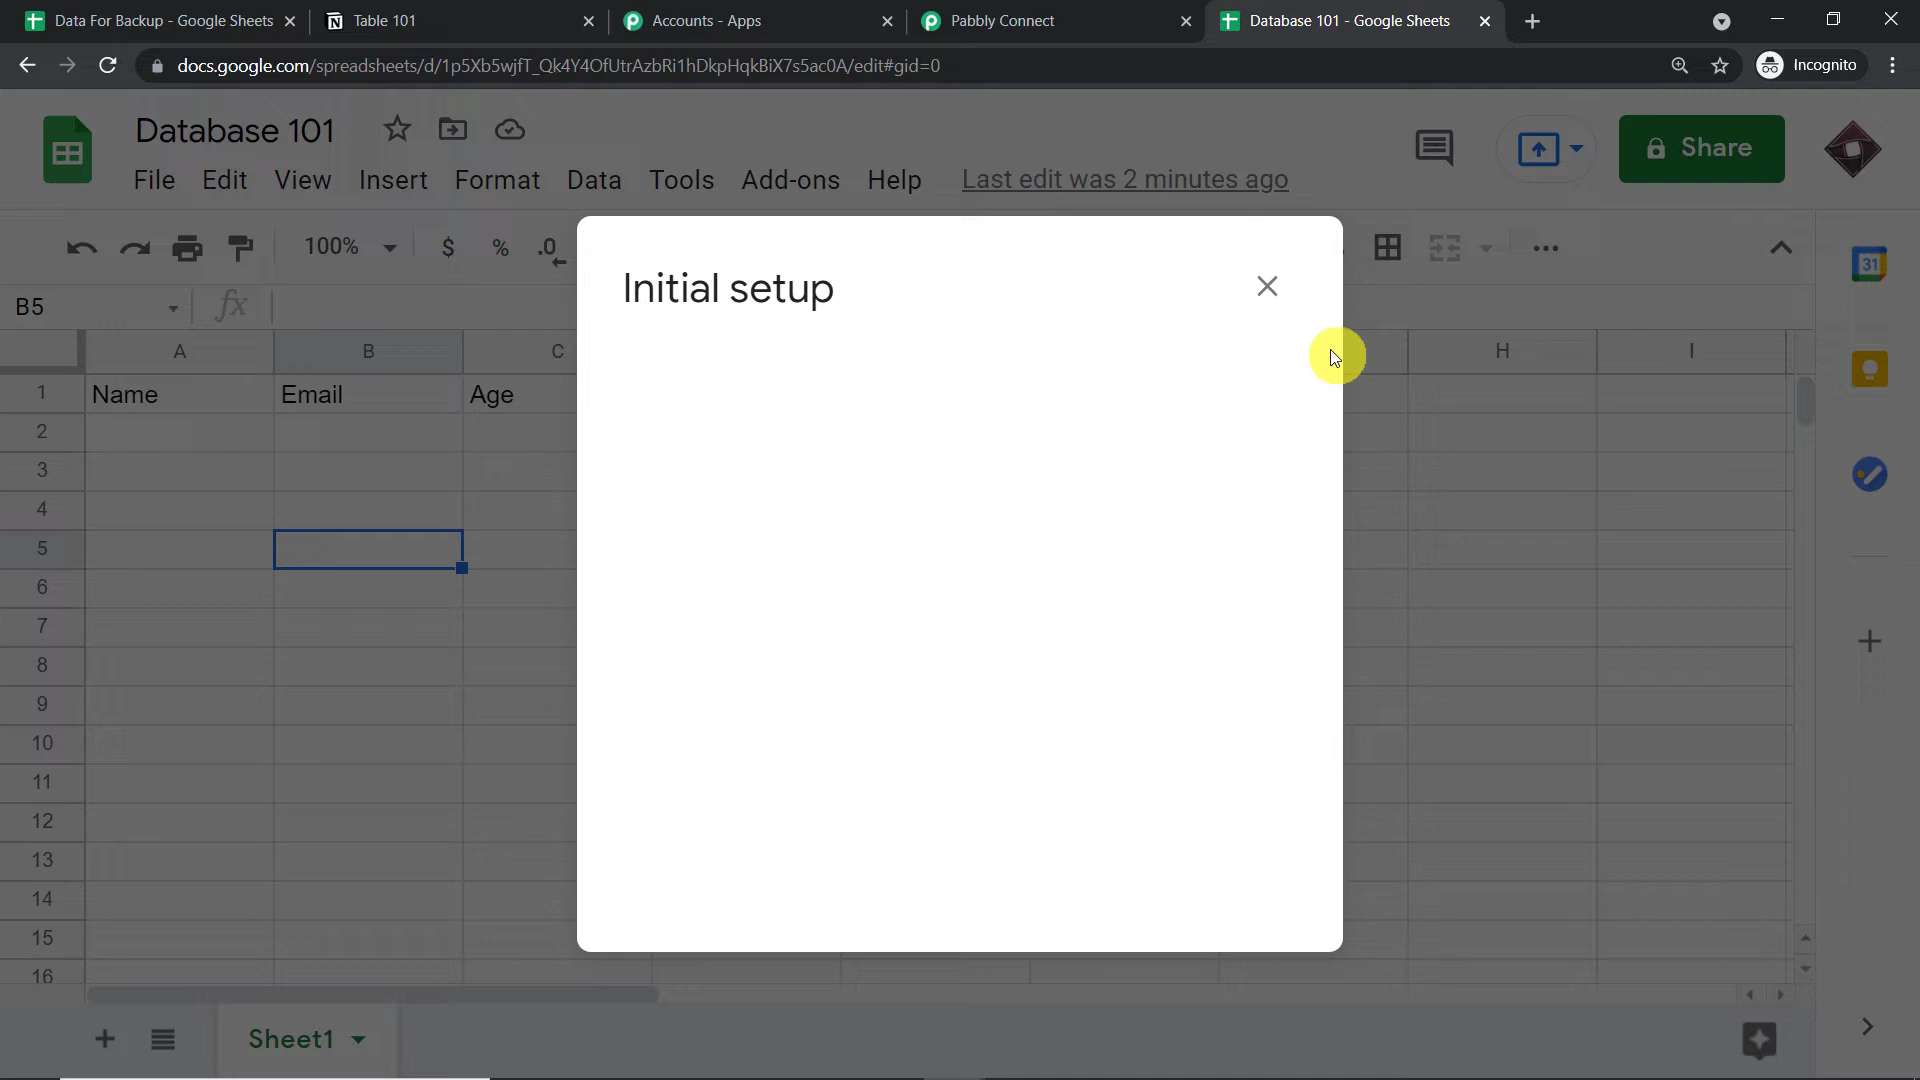 Data For Backup - Google Sheets
Table 101
Accounts - Apps
Pabbly Connect
Database 101 - Google Sheets
docs.google.com/spreadsheets/d/1p5Xb5wjfT_Qk4Y4OfUtrAzbRi1hDkpHqkBiX7s5ac0A/edit#gid=0
Incognito
Database 101
Share
File Edit View Insert Format Data Tools Add-ons Help Last edit was 2 minutes ago
100% $ % .0
31
B5 fx
Initial setup
A B C H I
1 Name Email Age
2
3
4
5
6
7
8
9
10
11
12
13
14
15
16
Sheet1